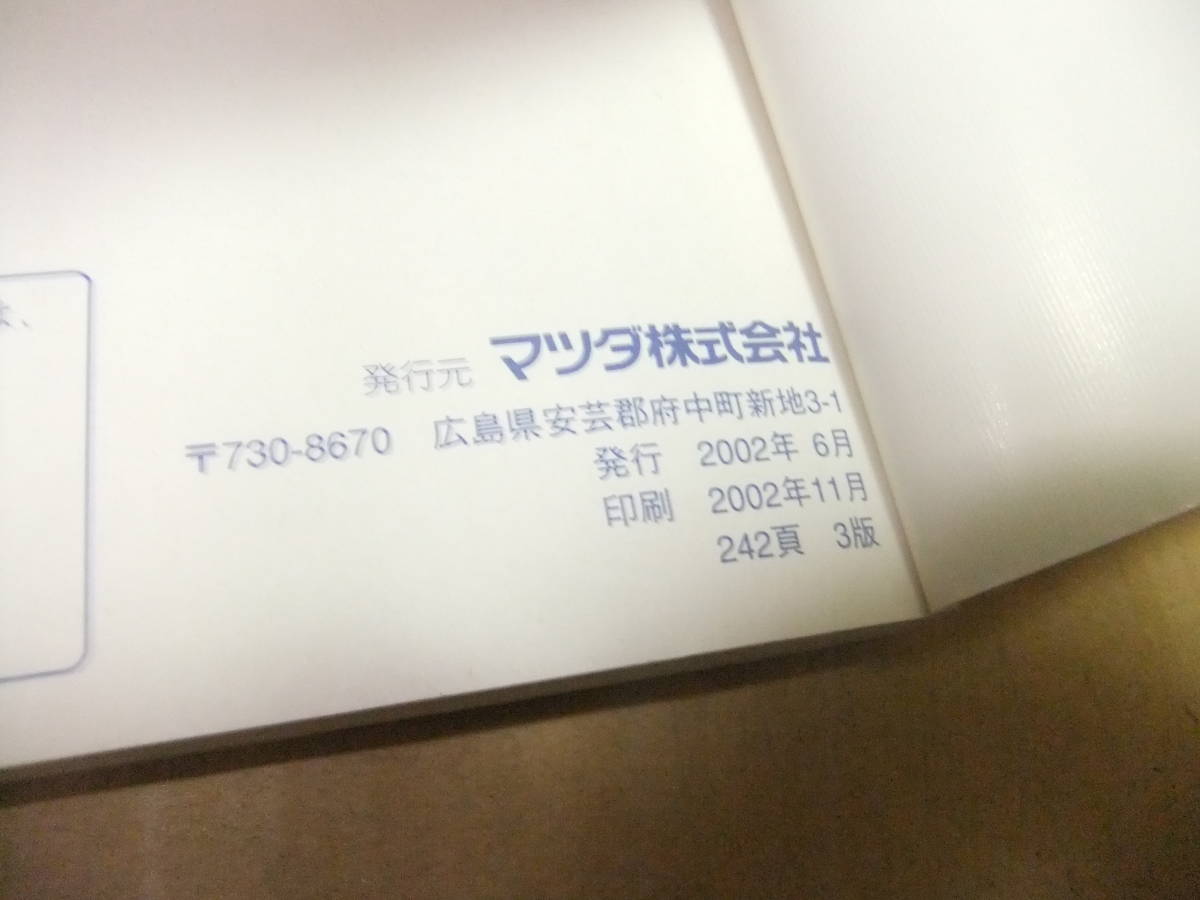 発行元 マツダ株式会社
〒730-8670 広島県安芸郡府中町新地3-1
発行 2002年 6月
印刷 2002年11月
242頁 3版